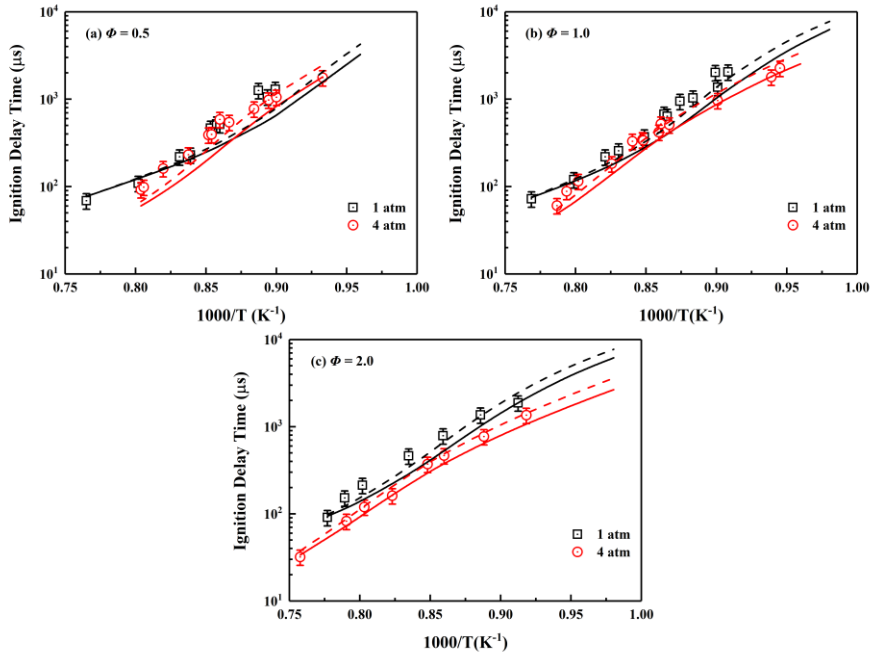 (a) Φ = 0.5
Ignition Delay Time (μs)
10⁴
10³
10²
10¹
0.75 0.80 0.85 0.90 0.95 1.00
1000/T (K⁻¹)
1 atm
4 atm
(b) Φ = 1.0
Ignition Delay Time (μs)
10⁴
10³
10²
10¹
0.75 0.80 0.85 0.90 0.95 1.00
1000/T(K⁻¹)
1 atm
4 atm
(c) Φ = 2.0
Ignition Delay Time (μs)
10⁴
10³
10²
10¹
0.75 0.80 0.85 0.90 0.95 1.00
1000/T(K⁻¹)
1 atm
4 atm